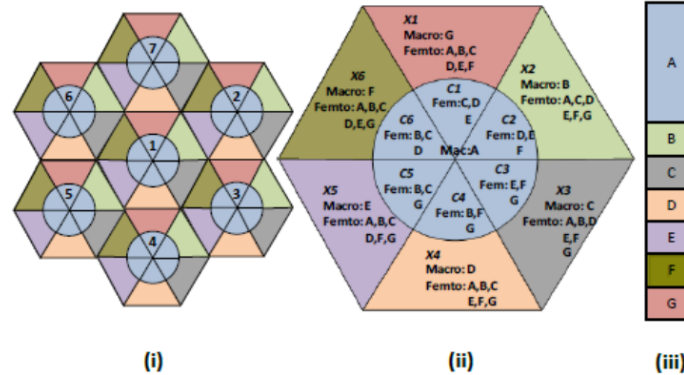 7
6
2
1
5
3
4
(i)
X1
Macro: G
Femto: A,B,C
D,E,F
X6
Macro: F
Femto: A,B,C
D,E,G
X2
Macro: B
Femto: A,C,D
E,F,G
C1
Fem:C,D
E
C6
Fem: B,C
D
C2
Fem: D,E
F
Mac:A
C5
Fem: B,C
G
C3
Fem: E,F
G
C4
Fem: B,F
G
X5
Macro: E
Femto: A,B,C
D,F,G
X3
Macro: C
Femto: A,B,D
E,F
G
X4
Macro: D
Femto: A,B,C
E,F,G
(ii)
A
B
C
D
E
F
G
(iii)